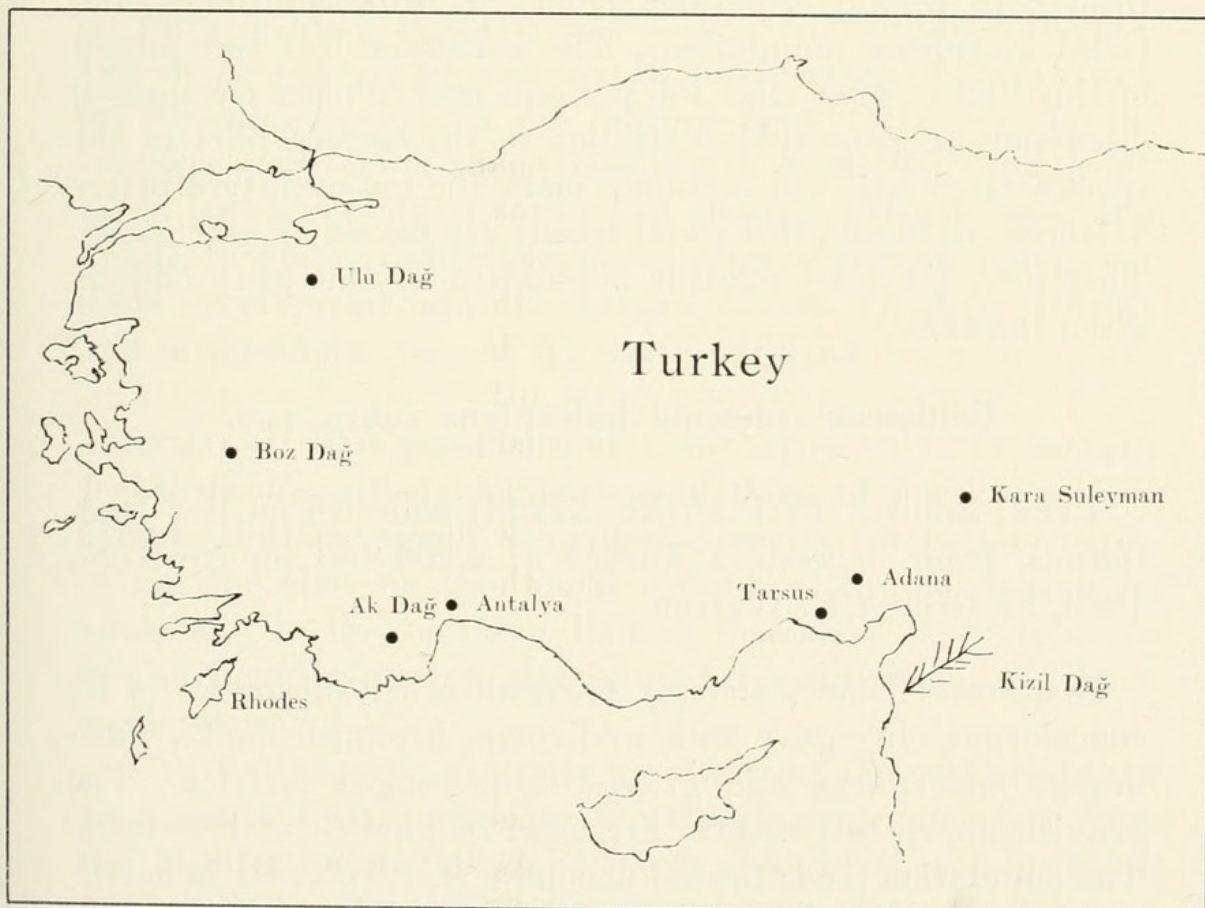 Ulu Dağ
Turkey
Boz Dağ
Kara Suleyman
Adana
Tarsus
Ak Dağ
Antalya
Kizil Dağ
Rhodes